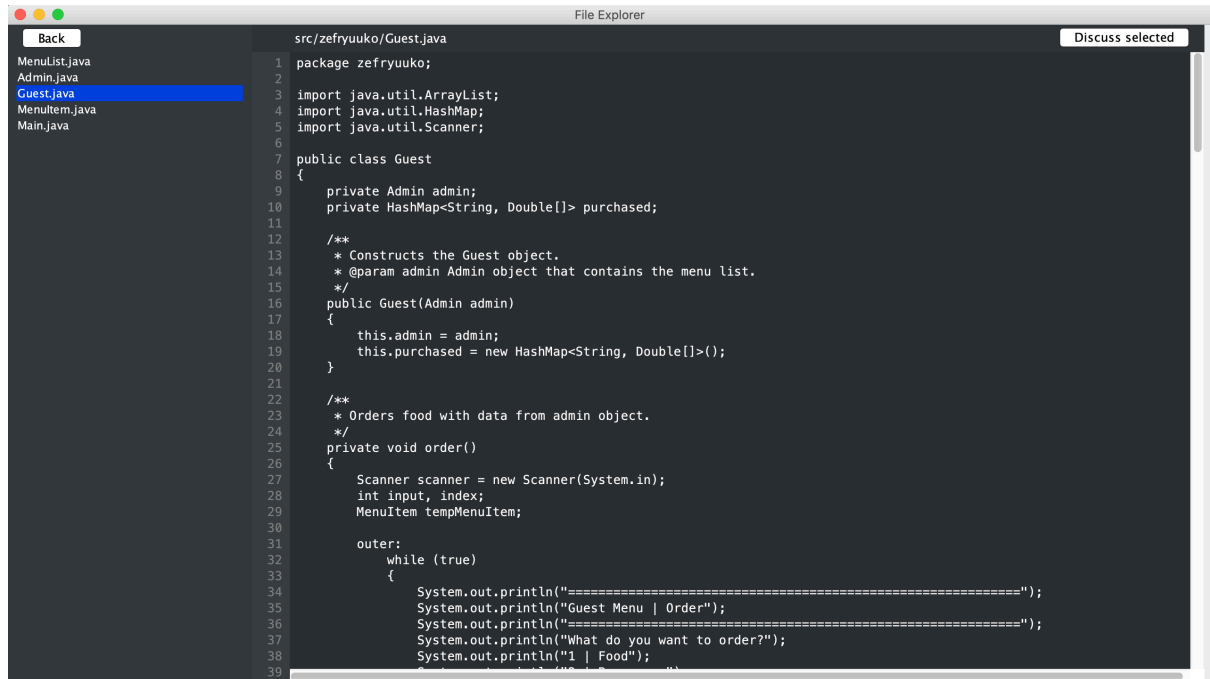 File Explorer
Back
src/zefryuuko/Guest.java
Discuss selected
MenuList.java
Admin.java
Guest.java
MenuItem.java
Main.java
1 package zefryuuko;
2
3 import java.util.ArrayList;
4 import java.util.HashMap;
5 import java.util.Scanner;
6
7 public class Guest
8 {
9     private Admin admin;
10     private HashMap<String, Double[]> purchased;
11
12     /**
13      * Constructs the Guest object.
14      * @param admin Admin object that contains the menu list.
15      */
16     public Guest(Admin admin)
17     {
18         this.admin = admin;
19         this.purchased = new HashMap<String, Double[]>();
20     }
21
22     /**
23      * Orders food with data from admin object.
24      */
25     private void order()
26     {
27         Scanner scanner = new Scanner(System.in);
28         int input, index;
29         MenuItem tempMenuItem;
30
31         outer:
32             while (true)
33             {
34                 System.out.println("============================================================");
35                 System.out.println("Guest Menu | Order");
36                 System.out.println("============================================================");
37                 System.out.println("What do you want to order?");
38                 System.out.println("1 | Food");
39